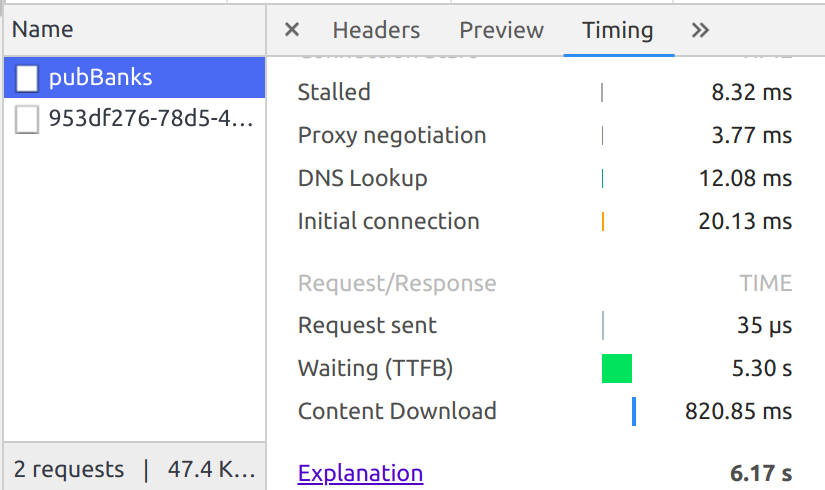 Name
× Headers Preview Timing »
pubBanks
953df276-78d5-4...
Stalled 8.32 ms
Proxy negotiation 3.77 ms
DNS Lookup 12.08 ms
Initial connection 20.13 ms
Request/Response TIME
Request sent 35 μs
Waiting (TTFB) 5.30 s
Content Download 820.85 ms
Explanation 6.17 s
2 requests | 47.4 K...